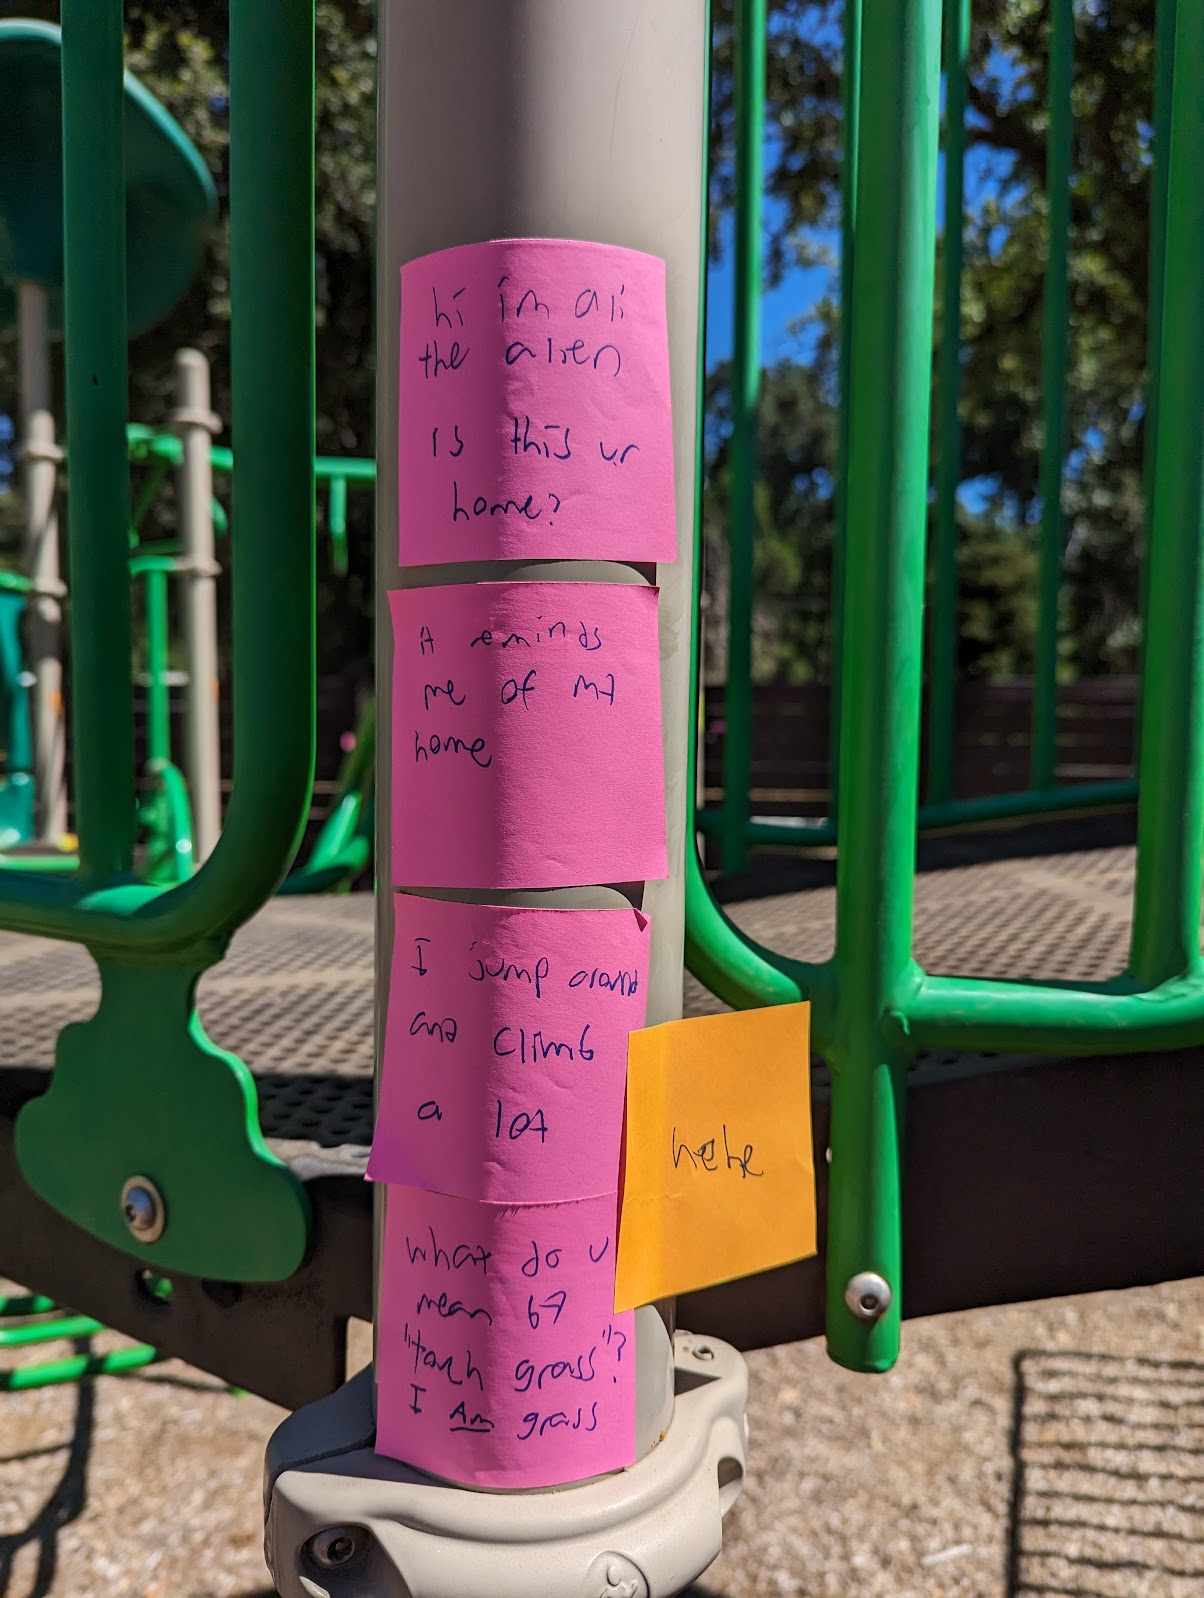 hi im ali
the alien
Is this ur
home?
it reminds
me of my
home
I jump around
and climb
a lot
hehe
what do u
mean by
"touch grass"?
I AM grass